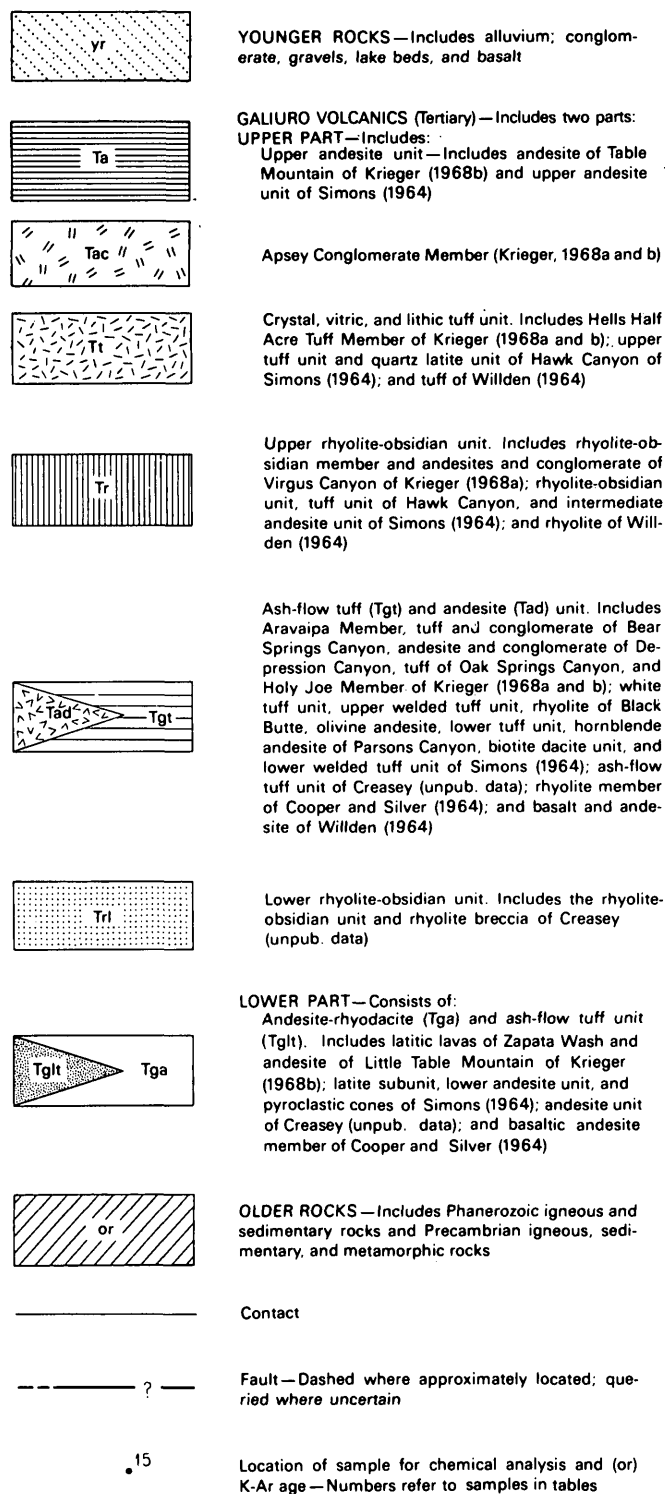 yr
YOUNGER ROCKS—Includes alluvium; conglom-
erate, gravels, lake beds, and basalt
GALIURO VOLCANICS (Tertiary)—Includes two parts:
UPPER PART—Includes:
Ta
Upper andesite unit—Includes andesite of Table
Mountain of Krieger (1968b) and upper andesite
unit of Simons (1964)
Tac
Apsey Conglomerate Member (Krieger, 1968a and b)
Tt
Crystal, vitric, and lithic tuff unit. Includes Hells Half
Acre Tuff Member of Krieger (1968a and b); upper
tuff unit and quartz latite unit of Hawk Canyon of
Simons (1964); and tuff of Willden (1964)
Tr
Upper rhyolite-obsidian unit. Includes rhyolite-ob-
sidian member and andesites and conglomerate of
Virgus Canyon of Krieger (1968a); rhyolite-obsidian
unit, tuff unit of Hawk Canyon, and intermediate
andesite unit of Simons (1964); and rhyolite of Will-
den (1964)
Tad Tgt
Ash-flow tuff (Tgt) and andesite (Tad) unit. Includes
Aravaipa Member, tuff and conglomerate of Bear
Springs Canyon, andesite and conglomerate of De-
pression Canyon, tuff of Oak Springs Canyon, and
Holy Joe Member of Krieger (1968a and b); white
tuff unit, upper welded tuff unit, rhyolite of Black
Butte, olivine andesite, lower tuff unit, hornblende
andesite of Parsons Canyon, biotite dacite unit, and
lower welded tuff unit of Simons (1964); ash-flow
tuff unit of Creasey (unpub. data); rhyolite member
of Cooper and Silver (1964); and basalt and ande-
site of Willden (1964)
Trl
Lower rhyolite-obsidian unit. Includes the rhyolite-
obsidian unit and rhyolite breccia of Creasey
(unpub. data)
LOWER PART—Consists of:
Tglt Tga
Andesite-rhyodacite (Tga) and ash-flow tuff unit
(Tglt). Includes latitic lavas of Zapata Wash and
andesite of Little Table Mountain of Krieger
(1968b); latite subunit, lower andesite unit, and
pyroclastic cones of Simons (1964); andesite unit
of Creasey (unpub. data); and basaltic andesite
member of Cooper and Silver (1964)
or
OLDER ROCKS—Includes Phanerozoic igneous and
sedimentary rocks and Precambrian igneous, sedi-
mentary, and metamorphic rocks
Contact
?
Fault—Dashed where approximately located; que-
ried where uncertain
15
Location of sample for chemical analysis and (or)
K-Ar age—Numbers refer to samples in tables